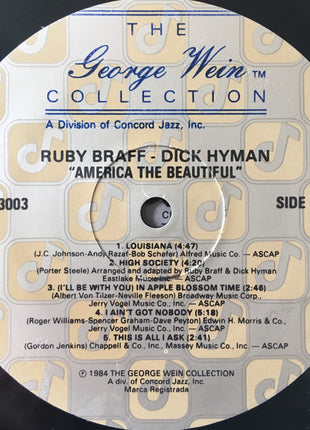 THE
George Wein TM
COLLECTION
A Division of Concord Jazz, Inc.
RUBY BRAFF - DICK HYMAN
"AMERICA THE BEAUTIFUL"
3003 SIDE
1. LOUISIANA (4:47)
(J.C. Johnson-Andy Razaf-Bob Schafer) Alfred Music Co. — ASCAP
2. HIGH SOCIETY (4:20)
(Porter Steele) Arranged and adapted by Ruby Braff & Dick Hyman
Eastlake Music — ASCAP
3. (I'LL BE WITH YOU) IN APPLE BLOSSOM TIME (2:46)
(Albert Von Tilzer-Neville Fleeson) Broadway Music Corp.
Jerry Vogel Music Co., Inc. — ASCAP
4. I AIN'T GOT NOBODY (5:18)
(Roger Williams-Spencer Graham-Dave Peyton) Edwin H. Morris & Co.,
Jerry Vogel Music Co., Inc. — ASCAP
5. THIS IS ALL I ASK (2:41)
(Gordon Jenkins) Chappell & Co., Inc., Massey Music Co., Inc. — ASCAP
℗ 1984 THE GEORGE WEIN COLLECTION
A div. of Concord Jazz, Inc.
Marca Registrada